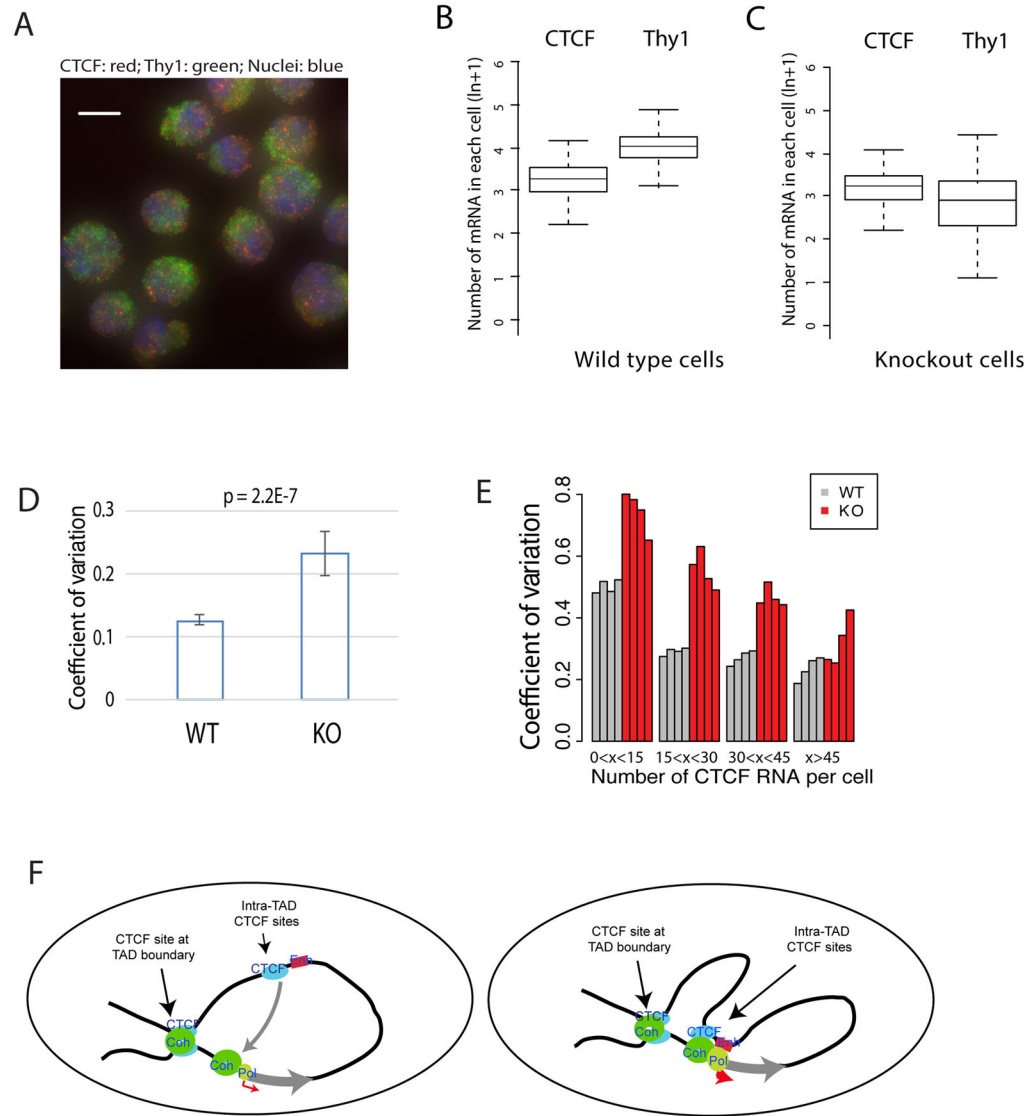 A
CTCF: red; Thy1: green; Nuclei: blue
B
CTCF Thy1
Number of mRNA in each cell (ln+1)
0 1 2 3 4 5 6
Wild type cells
C
CTCF Thy1
Number of mRNA in each cell (ln+1)
0 1 2 3 4 5 6
Knockout cells
D
p = 2.2E-7
Coefficient of variation
0.3
0.2
0.1
0
WT KO
E
WT
KO
Coefficient of variation
0.0 0.2 0.4 0.6 0.8
0<x<15 15<x<30 30<x<45 x>45
Number of CTCF RNA per cell
F
CTCF site at
TAD boundary
Intra-TAD
CTCF sites
CTCF
Enh
CTCF
Coh
Coh
Pol
CTCF site at
TAD boundary
Intra-TAD
CTCF sites
CTCF
Coh
CTCF
Enh
Coh
Pol